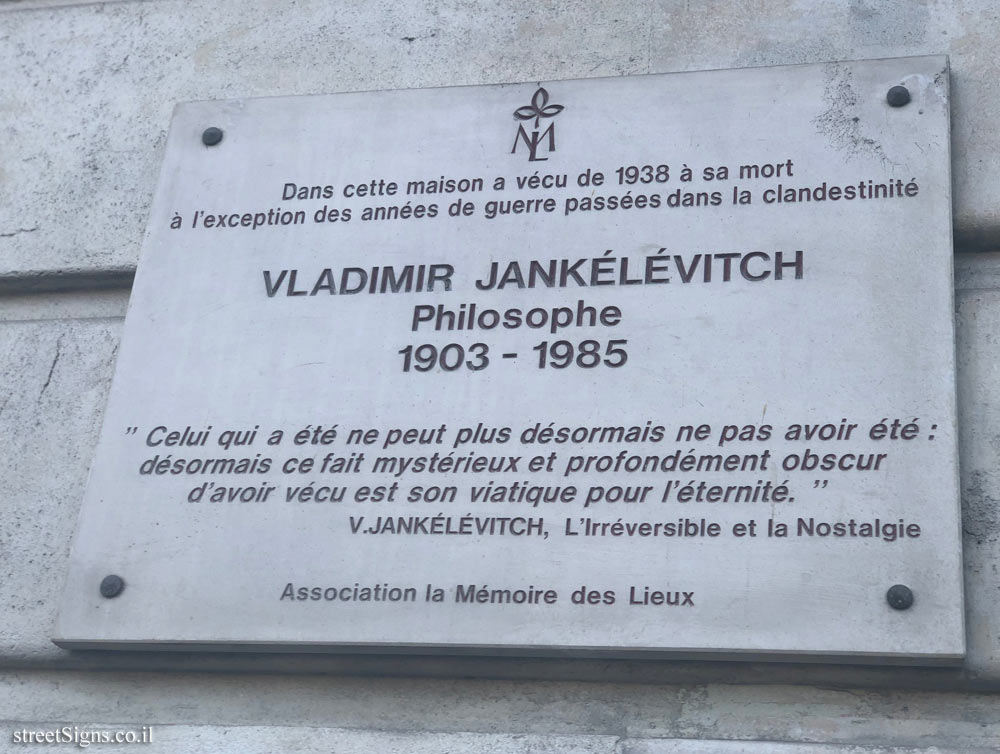 MLN
Dans cette maison a vécu de 1938 à sa mort
à l'exception des années de guerre passées dans la clandestinité
VLADIMIR JANKÉLÉVITCH
Philosophe
1903 - 1985
" Celui qui a été ne peut plus désormais ne pas avoir été :
désormais ce fait mystérieux et profondément obscur
d'avoir vécu est son viatique pour l'éternité. "
V.JANKÉLÉVITCH, L'Irréversible et la Nostalgie
Association la Mémoire des Lieux
streetSigns.co.il